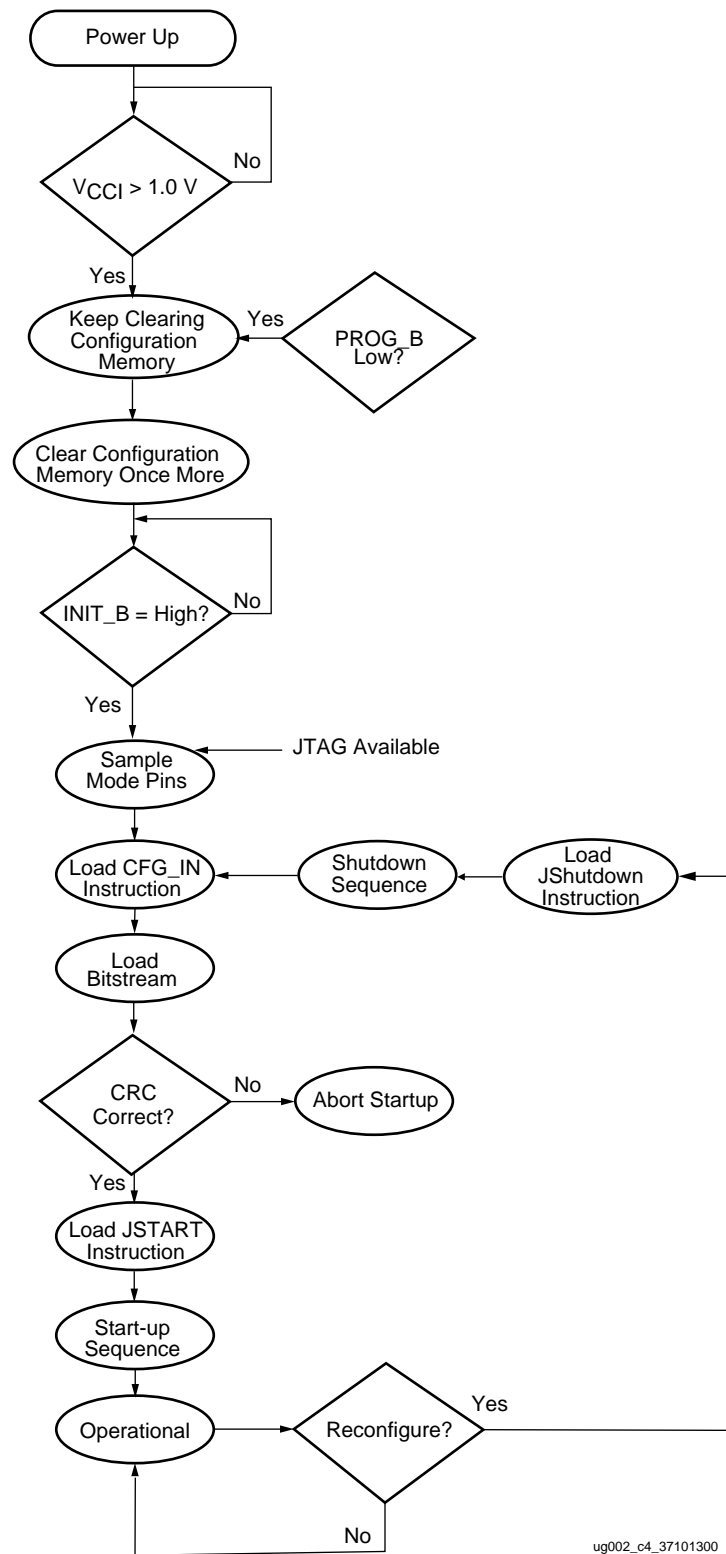 Power Up
No
VCCI > 1.0 V
Yes
Keep Clearing
Configuration
Memory
Yes
PROG_B
Low?
Clear Configuration
Memory Once More
INIT_B = High?
No
Yes
Sample
Mode Pins
JTAG Available
Load CFG_IN
Instruction
Shutdown
Sequence
Load
JShutdown
Instruction
Load
Bitstream
CRC
Correct?
No
Abort Startup
Yes
Load JSTART
Instruction
Start-up
Sequence
Operational
Reconfigure?
Yes
No
ug002_c4_37101300